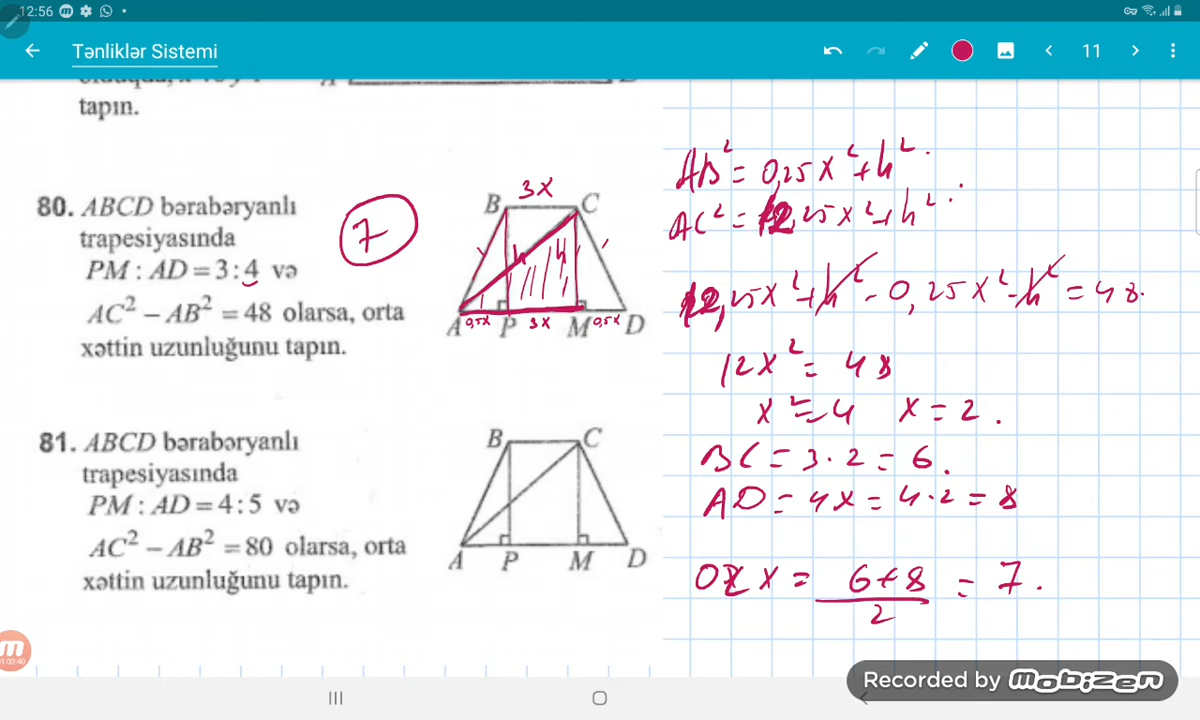 12:56
Tənliklər Sistemi
11
tapın.
80. ABCD bərabəryanlı
trapesiyasında
PM : AD = 3 : 4 və
AC² – AB² = 48 olarsa, orta
xəttin uzunluğunu tapın.
7
3x
B C
h h
A P M D
0,5x 3x 0,5x
81. ABCD bərabəryanlı
trapesiyasında
PM : AD = 4 : 5 və
AC² – AB² = 80 olarsa, orta
xəttin uzunluğunu tapın.
B C
A P M D
AB² = 0,25x² + h².
AC² = 12,25x² + h².
12,25x² + h² - 0,25x² - h² = 48.
12x² = 48
x² = 4 x = 2.
BC = 3·2 = 6.
AD = 4x = 4·2 = 8
OX X = 6+8 / 2 = 7.
m
01:03:40
Recorded by mobizen